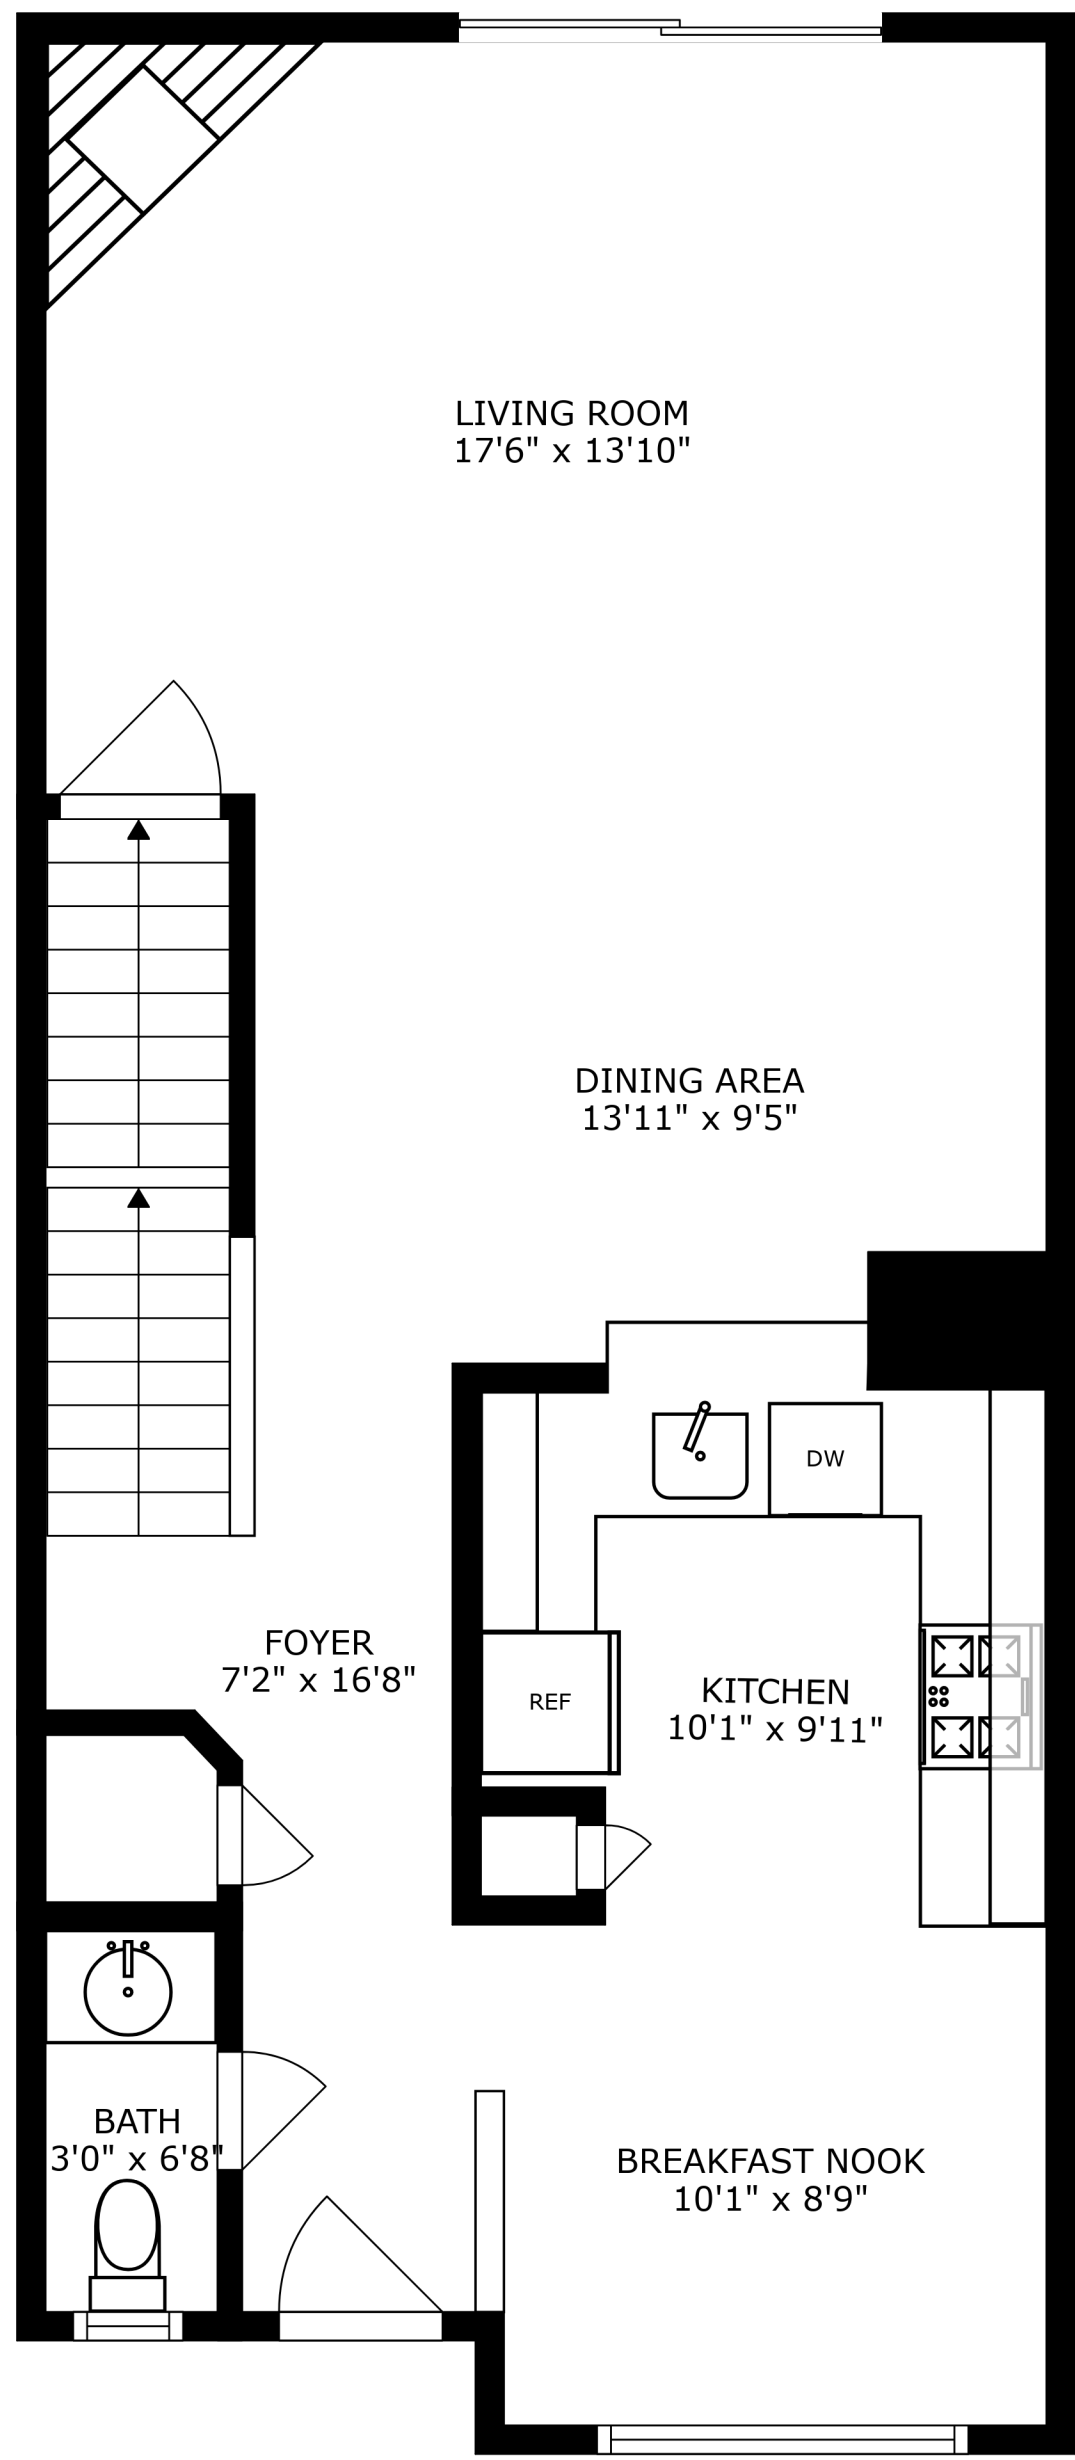 LIVING ROOM
17'6" x 13'10"
DINING AREA
13'11" x 9'5"
DW
FOYER
7'2" x 16'8"
REF
KITCHEN
10'1" x 9'11"
BATH
3'0" x 6'8"
BREAKFAST NOOK
10'1" x 8'9"